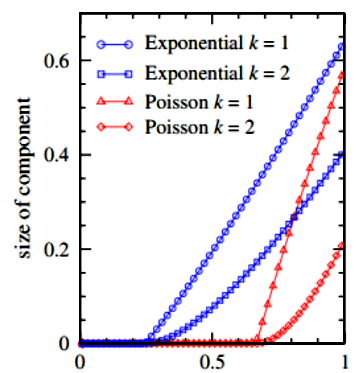 0.6
Exponential k = 1
Exponential k = 2
Poisson k = 1
Poisson k = 2
0.4
size of component
0.2
0
0 0.5 1